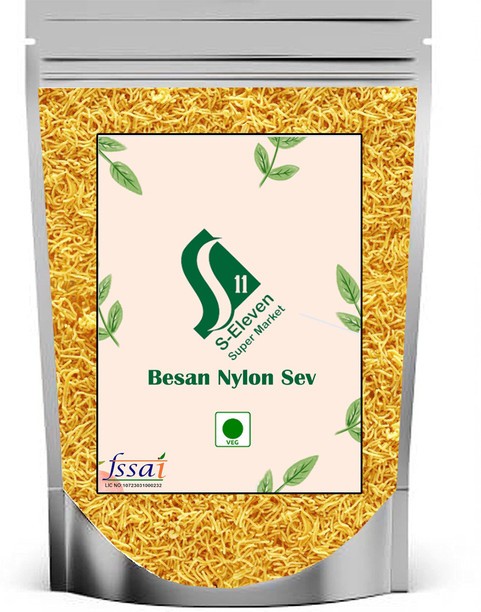 11
S-Eleven
Super Market
Besan Nylon Sev
VEG
fssai
LIC NO:10723031000232